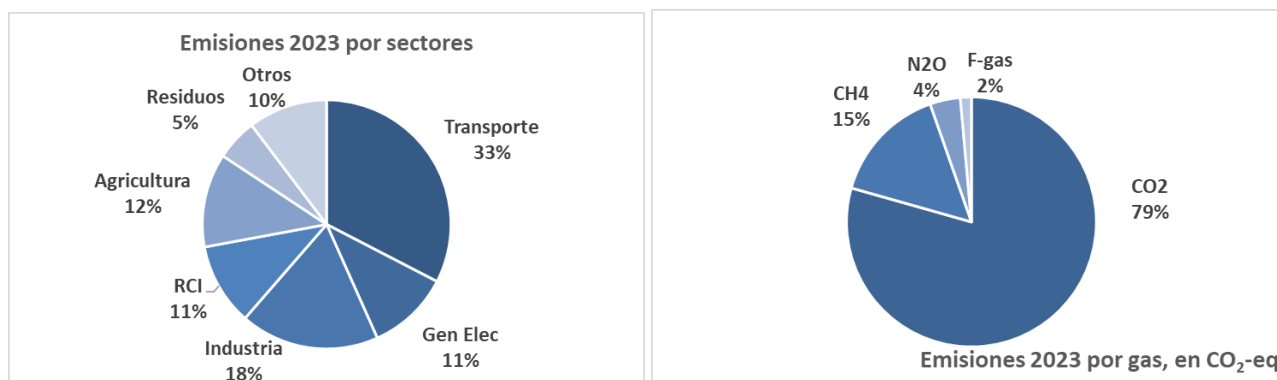 Emisiones 2023 por sectores
Otros
10%
Residuos
5%
Transporte
33%
Agricultura
12%
RCI
11%
Gen Elec
11%
Industria
18%
F-gas
2%
N2O
4%
CH4
15%
CO2
79%
Emisiones 2023 por gas, en CO₂-eq